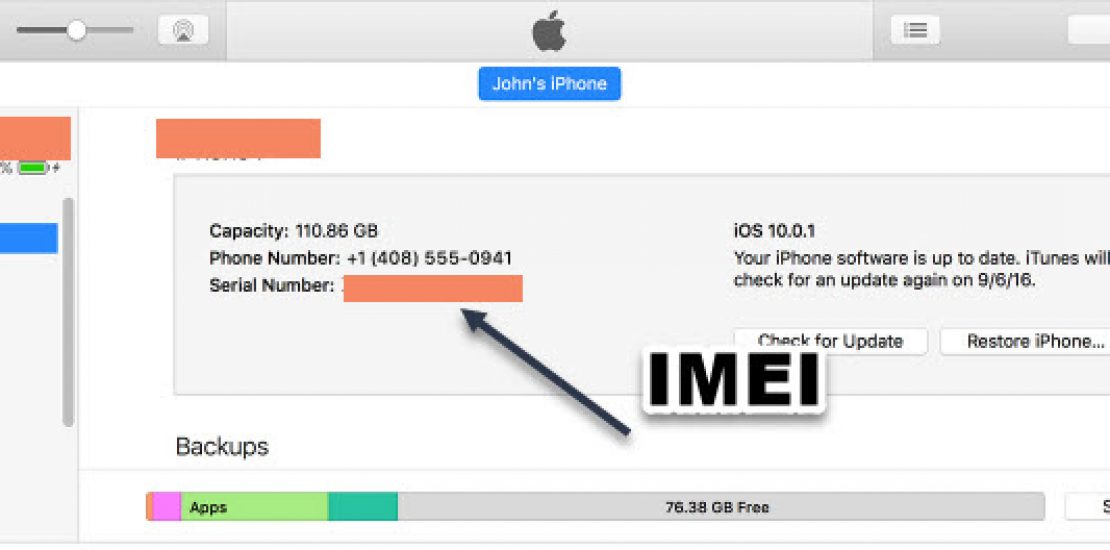 John's iPhone
Capacity: 110.86 GB
iOS 10.0.1
Phone Number: +1 (408) 555-0941
Your iPhone software is up to date. iTunes will
Serial Number:
check for an update again on 9/6/16.
Check for Update
Restore iPhone...
IMEI
Backups
Apps
76.38 GB Free